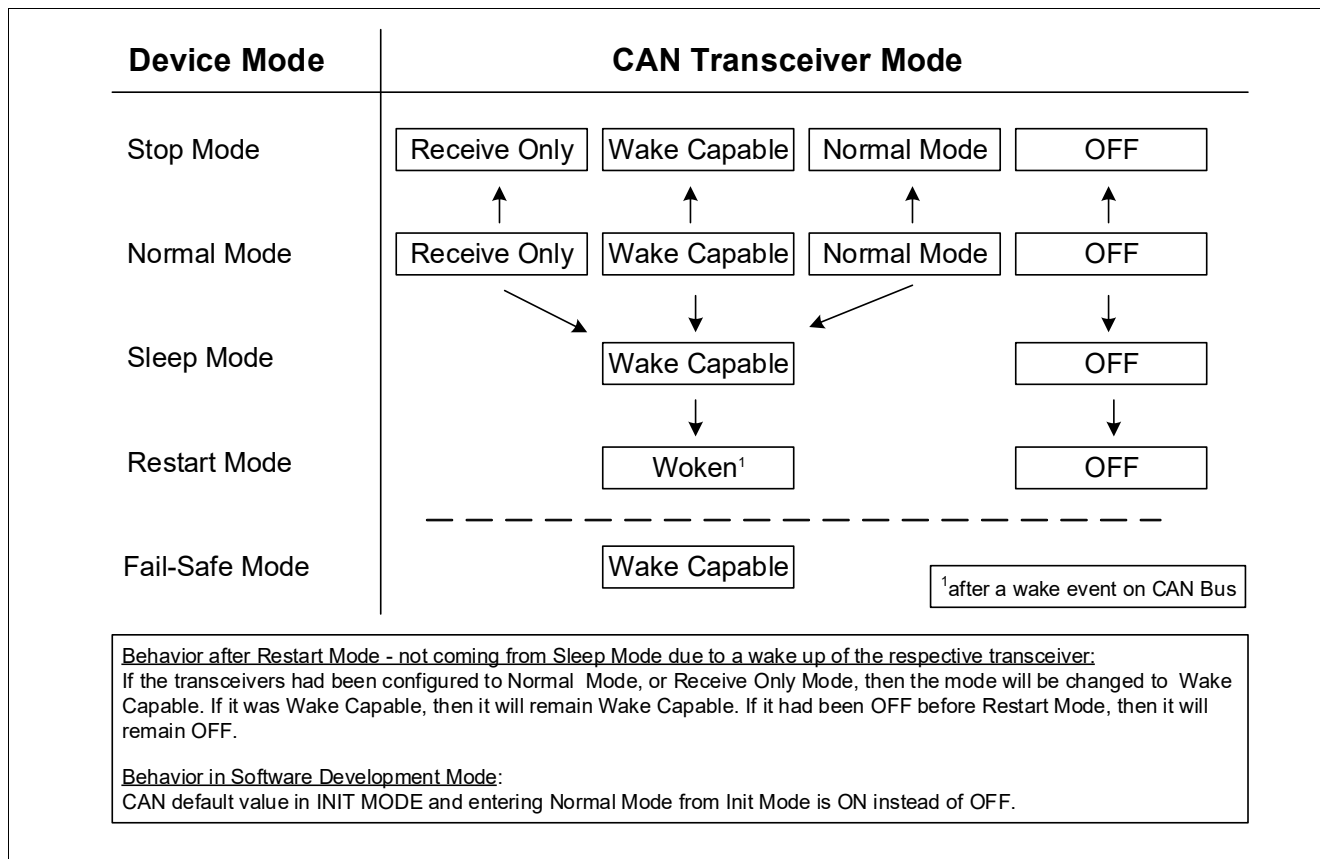 Device Mode CAN Transceiver Mode
Stop Mode Receive Only Wake Capable Normal Mode OFF
Normal Mode Receive Only Wake Capable Normal Mode OFF
Sleep Mode Wake Capable OFF
Restart Mode Woken¹ OFF
Fail-Safe Mode Wake Capable
¹after a wake event on CAN Bus
Behavior after Restart Mode - not coming from Sleep Mode due to a wake up of the respective transceiver:
If the transceivers had been configured to Normal Mode, or Receive Only Mode, then the mode will be changed to Wake
Capable. If it was Wake Capable, then it will remain Wake Capable. If it had been OFF before Restart Mode, then it will
remain OFF.
Behavior in Software Development Mode:
CAN default value in INIT MODE and entering Normal Mode from Init Mode is ON instead of OFF.